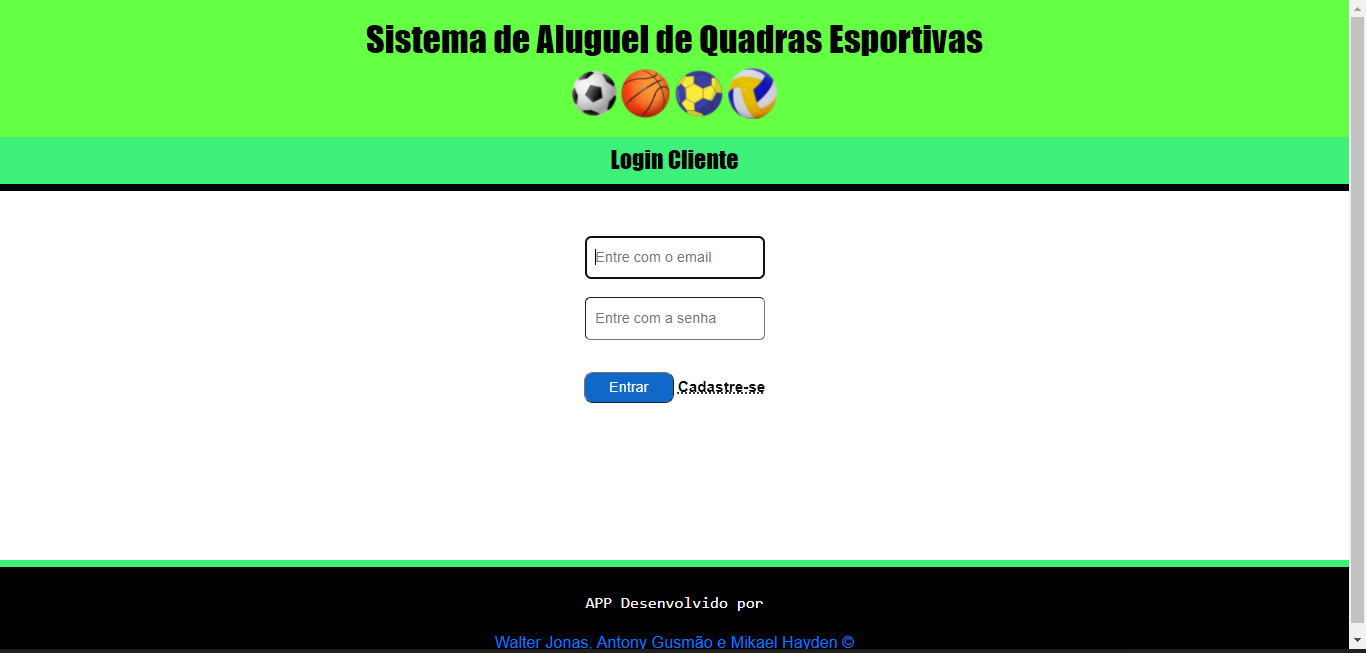 Sistema de Aluguel de Quadras Esportivas
Login Cliente
Entre com o email
Entre com a senha
Entrar Cadastre-se
APP Desenvolvido por
Walter Jonas, Antony Gusmão e Mikael Hayden ©